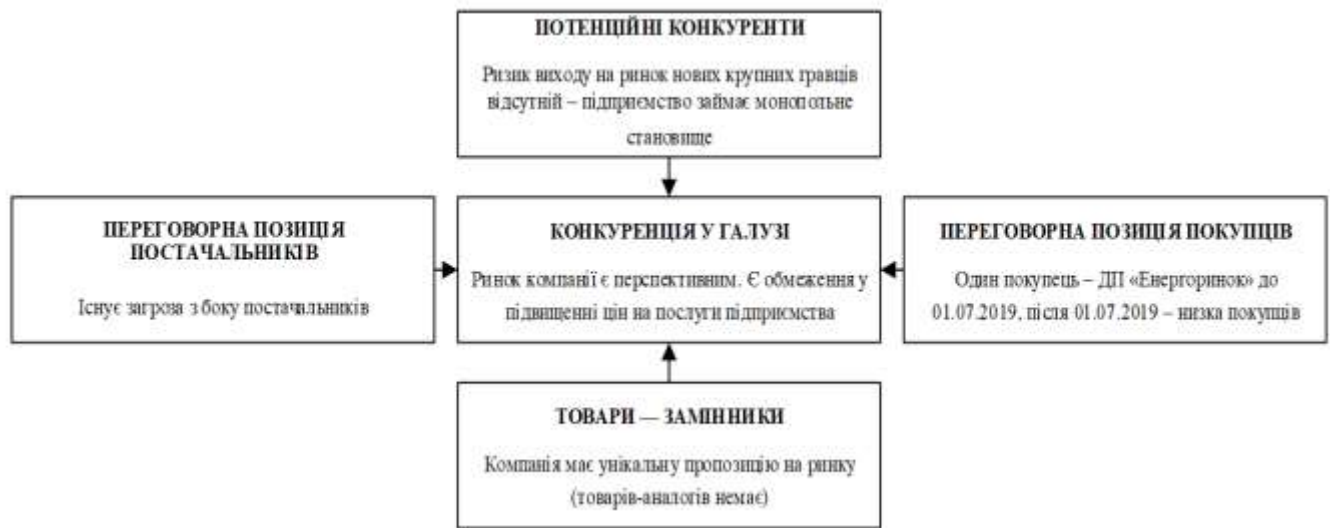 ПОТЕНЦІЙНІ КОНКУРЕНТИ
Ризик виходу на ринок нових крупних гравців
відсутній – підприємство займає монопольне
становище
ПЕРЕГОВОРНА ПОЗИЦІЯ
ПОСТАЧАЛЬНИКІВ
Існує загроза з боку постачальників
КОНКУРЕНЦІЯ У ГАЛУЗІ
Ринок компанії є перспективним. Є обмеження у
підвищенні цін на послуги підприємства
ПЕРЕГОВОРНА ПОЗИЦІЯ ПОКУПЦІВ
Один покупець – ДП «Енергоринок» до
01.07.2019, після 01.07.2019 – низка покупців
ТОВАРИ — ЗАМІННИКИ
Компанія має унікальну пропозицію на ринку
(товарів-аналогів немає)